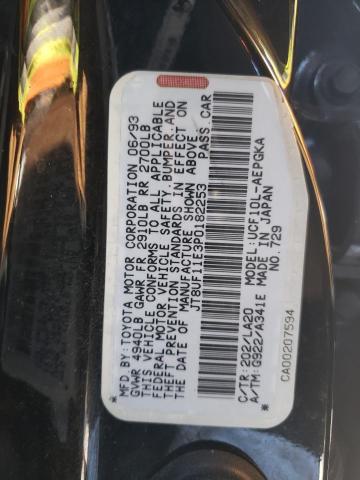 MFD.BY:TOYOTA MOTOR CORPORATION 06/93
GVWR 4940LB GAWR FR 2910LB RR 2700LB
THIS VEHICLE CONFORMS TO ALL APPLICABLE
FEDERAL MOTOR VEHICLE SAFETY,BUMPER,AND
THEFT PREVENTION STANDARDS IN EFFECT ON
THE DATE OF MANUFACTURE SHOWN ABOVE.
JT8UF11E3P0182253 PASS.CAR
C/TR:202/LA20 MODEL:UCF10L-AEPGKA
A/TM:G922/A341E MADE IN JAPAN
NO.729
CA00207594